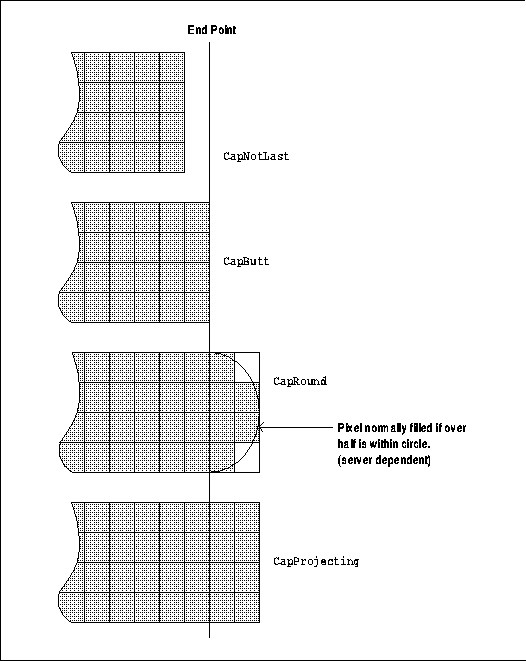 End Point
CapNotLast
CapButt
CapRound
Pixel normally filled if over
half is within circle.
(server dependent)
CapProjecting